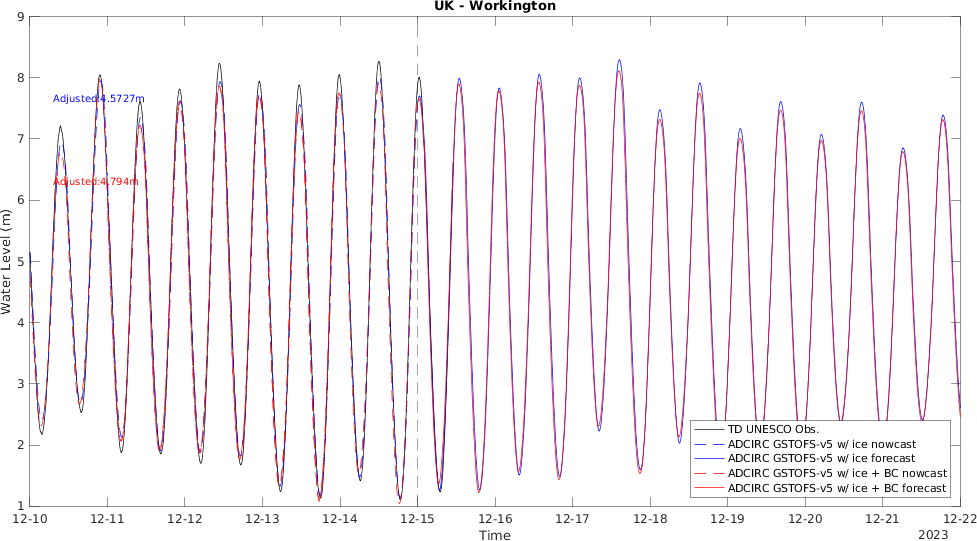 UK - Workington
9
8
7
6
5
4
3
2
1
Water Level (m)
Adjusted:4.5727m
Adjusted:4.794m
TD UNESCO Obs.
ADCIRC GSTOFS-v5 w/ ice nowcast
ADCIRC GSTOFS-v5 w/ ice forecast
ADCIRC GSTOFS-v5 w/ ice + BC nowcast
ADCIRC GSTOFS-v5 w/ ice + BC forecast
12-10 12-11 12-12 12-13 12-14 12-15 12-16 12-17 12-18 12-19 12-20 12-21 12-22
Time 2023